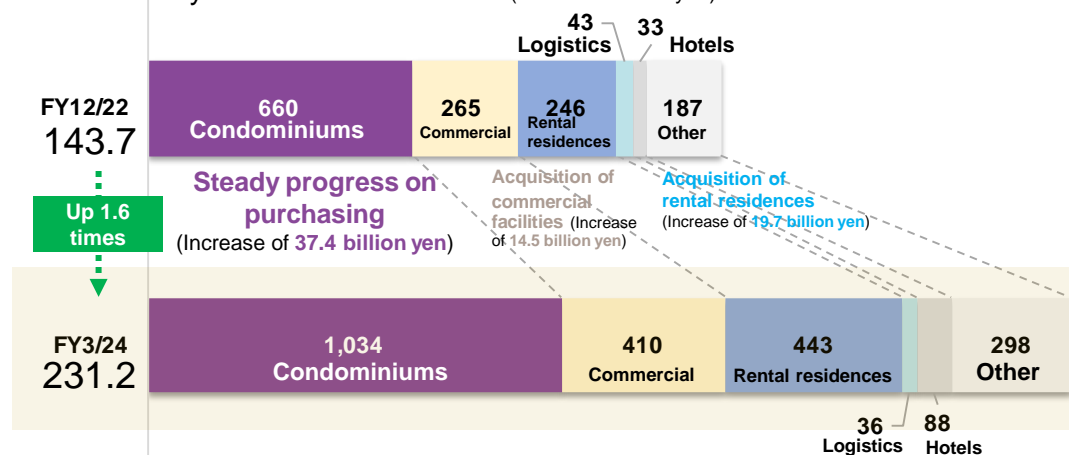 43
Logistics
33
Hotels
FY12/22
143.7
660
Condominiums
265
Commercial
246
Rental
residences
187
Other
Up 1.6
times
Steady progress on
purchasing
(Increase of 37.4 billion yen)
Acquisition of
commercial
facilities (Increase
of 14.5 billion yen)
Acquisition of
rental residences
(Increase of 19.7 billion yen)
FY3/24
231.2
1,034
Condominiums
410
Commercial
443
Rental residences
298
Other
36
Logistics
88
Hotels